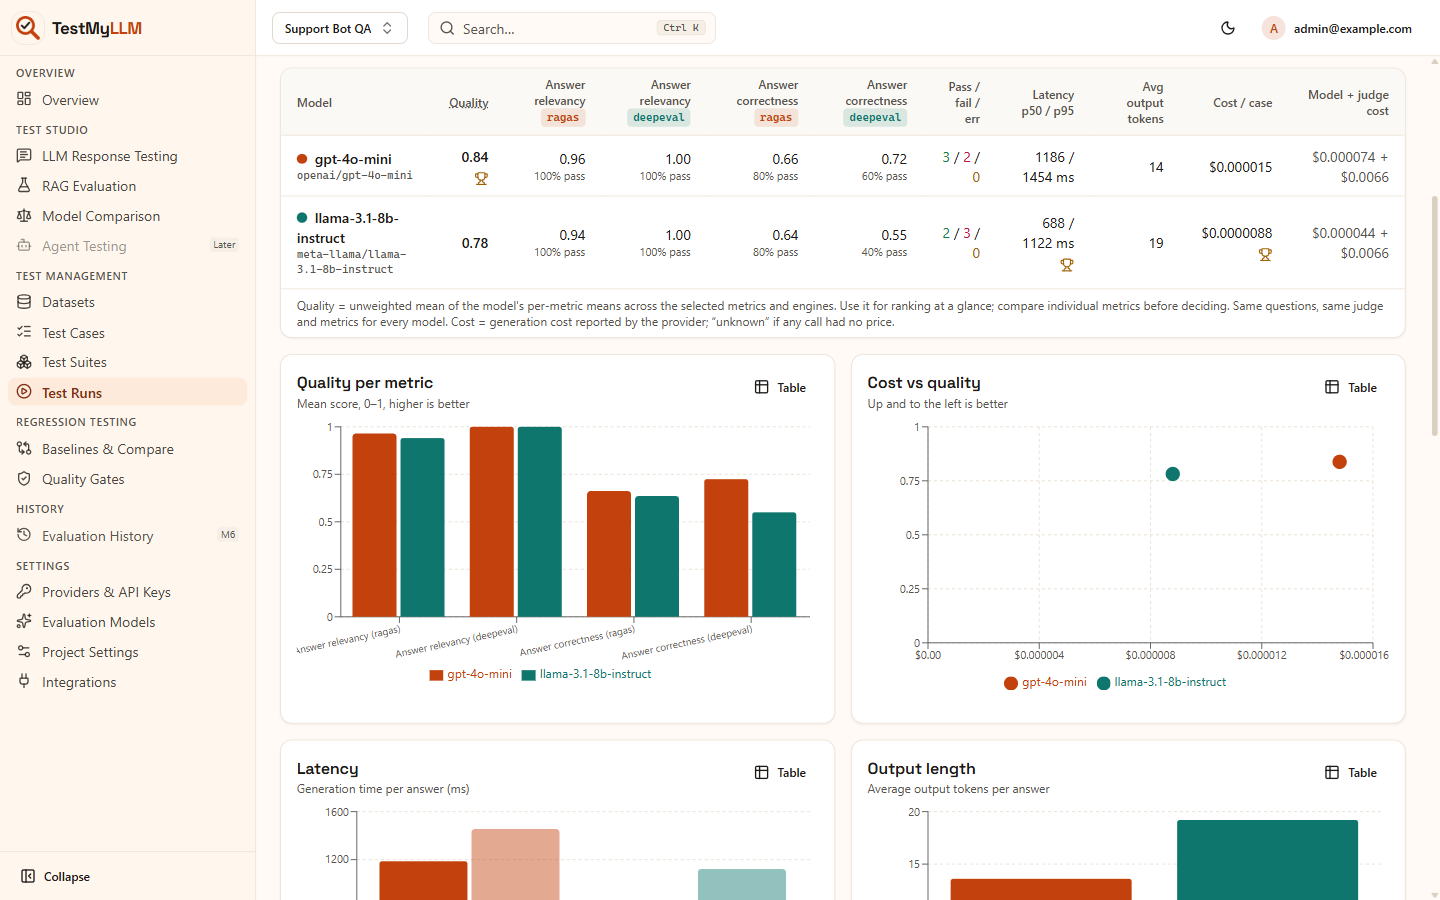 TestMyLLM
Support Bot QA
Search...
Ctrl K
A
admin@example.com
OVERVIEW
Overview
TEST STUDIO
LLM Response Testing
RAG Evaluation
Model Comparison
Agent Testing
Later
TEST MANAGEMENT
Datasets
Test Cases
Test Suites
Test Runs
REGRESSION TESTING
Baselines & Compare
Quality Gates
HISTORY
Evaluation History
M6
SETTINGS
Providers & API Keys
Evaluation Models
Project Settings
Integrations
Collapse
Model
Quality
Answer
relevancy
ragas
Answer
relevancy
deepeval
Answer
correctness
ragas
Answer
correctness
deepeval
Pass /
fail /
err
Latency
p50 / p95
Avg
output
tokens
Cost / case
Model + judge
cost
gpt-4o-mini
openai/gpt-4o-mini
0.84
0.96
100% pass
1.00
100% pass
0.66
80% pass
0.72
60% pass
3 / 2 /
0
1186 /
1454 ms
14
$0.000015
$0.000074 +
$0.0066
llama-3.1-8b-
instruct
meta-llama/llama-
3.1-8b-instruct
0.78
0.94
100% pass
1.00
100% pass
0.64
80% pass
0.55
40% pass
2 / 3 /
0
688 /
1122 ms
19
$0.0000088
$0.000044 +
$0.0066
Quality = unweighted mean of the model's per-metric means across the selected metrics and engines. Use it for ranking at a glance; compare individual metrics before deciding. Same questions, same judge
and metrics for every model. Cost = generation cost reported by the provider; "unknown" if any call had no price.
Quality per metric
Mean score, 0–1, higher is better
Table
1
0.75
0.5
0.25
0
Answer relevancy (ragas)
Answer relevancy (deepeval)
Answer correctness (ragas)
Answer correctness (deepeval)
gpt-4o-mini
llama-3.1-8b-instruct
Cost vs quality
Up and to the left is better
Table
1
0.75
0.5
0.25
0
$0.00
$0.000004
$0.000008
$0.000012
$0.000016
gpt-4o-mini
llama-3.1-8b-instruct
Latency
Generation time per answer (ms)
Table
1600
1200
Output length
Average output tokens per answer
Table
20
15